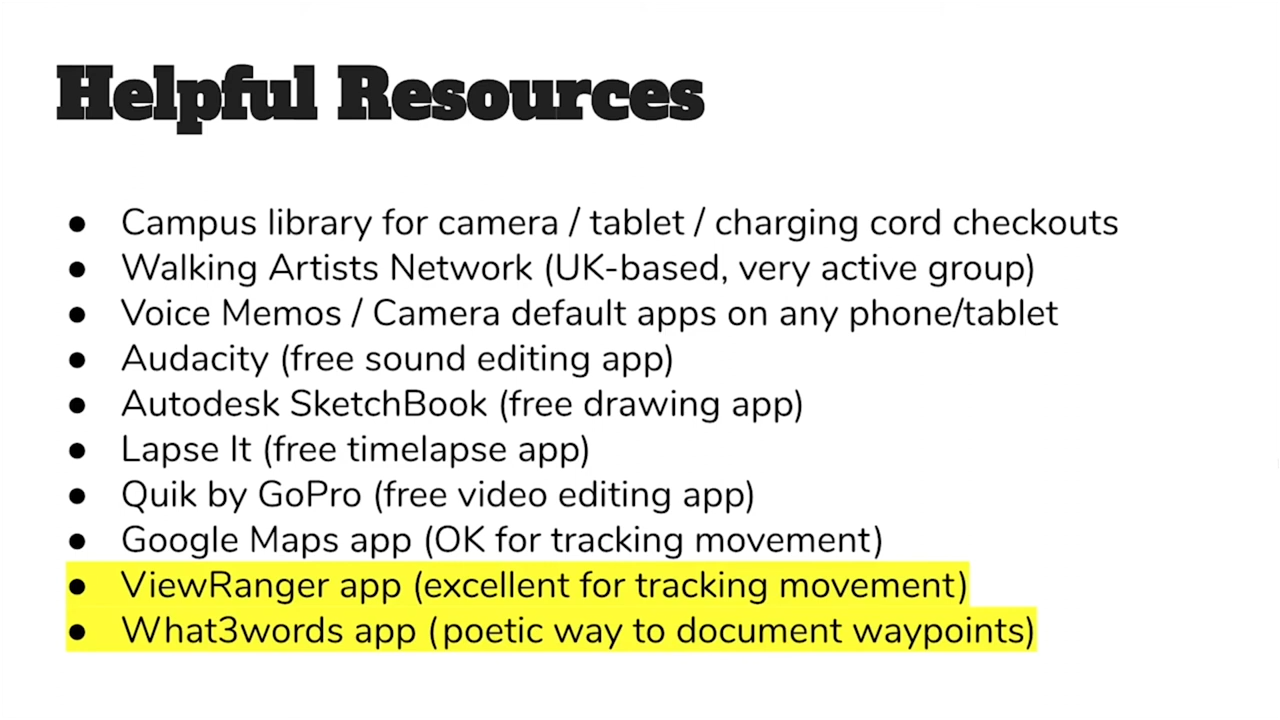 Helpful Resources
● Campus library for camera / tablet / charging cord checkouts
● Walking Artists Network (UK-based, very active group)
● Voice Memos / Camera default apps on any phone/tablet
● Audacity (free sound editing app)
● Autodesk SketchBook (free drawing app)
● Lapse It (free timelapse app)
● Quik by GoPro (free video editing app)
● Google Maps app (OK for tracking movement)
● ViewRanger app (excellent for tracking movement)
● What3words app (poetic way to document waypoints)